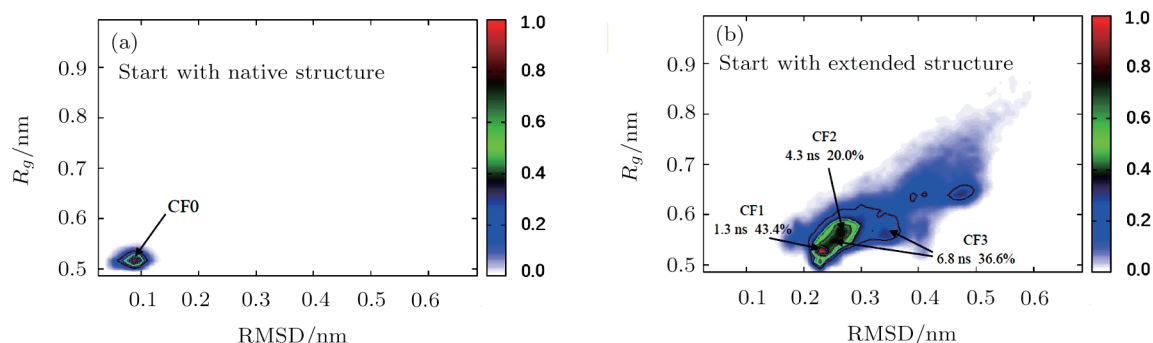 (a)
Start with native structure
CF0
R_g/nm
0.9
0.8
0.7
0.6
0.5
0.1 0.2 0.3 0.4 0.5 0.6
RMSD/nm
1.0
0.8
0.6
0.4
0.2
0.0
(b)
Start with extended structure
CF2
4.3 ns 20.0%
CF1
1.3 ns 43.4%
CF3
6.8 ns 36.6%
R_g/nm
0.9
0.8
0.7
0.6
0.5
0.1 0.2 0.3 0.4 0.5 0.6
RMSD/nm
1.0
0.8
0.6
0.4
0.2
0.0